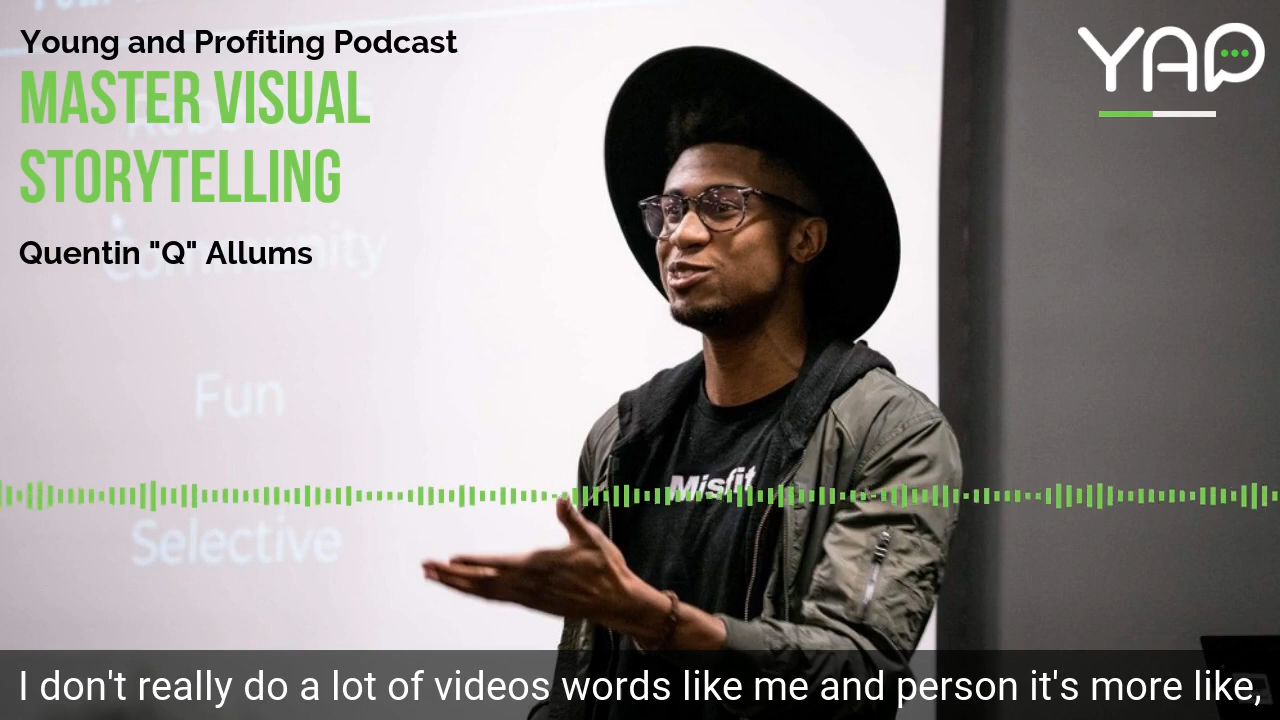 Young and Profiting Podcast
MASTER VISUAL
STORYTELLING
Quentin "Q" Allums
YAP
Community
Fun
Selective
Misfit
I don't really do a lot of videos words like me and person it's more like,